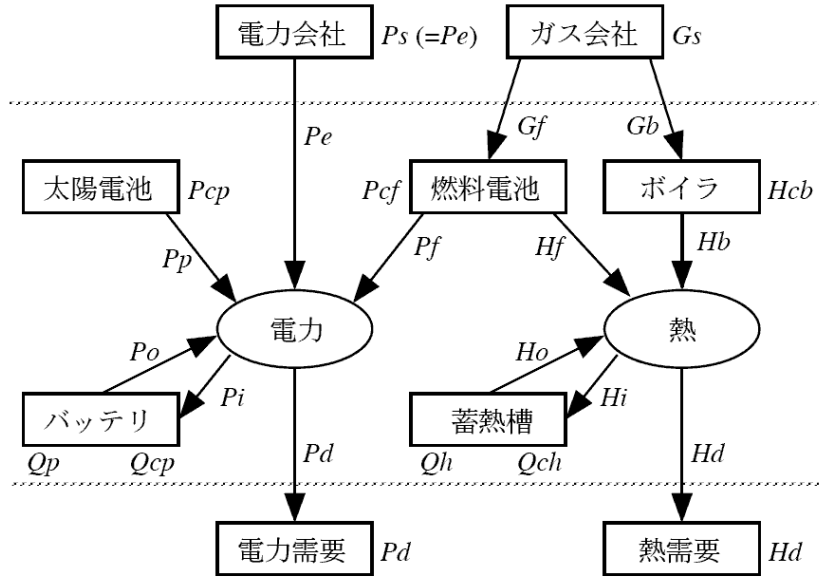 電力会社 Ps (=Pe) ガス会社 Gs
Pe Gf Gb
太陽電池 Pcp Pcf 燃料電池 ボイラ Hcb
Pp Pf Hf Hb
電力 熱
Po Ho
バッテリ Pi 蓄熱槽 Hi
Qp Qcp Pd Qh Qch Hd
電力需要 Pd 熱需要 Hd